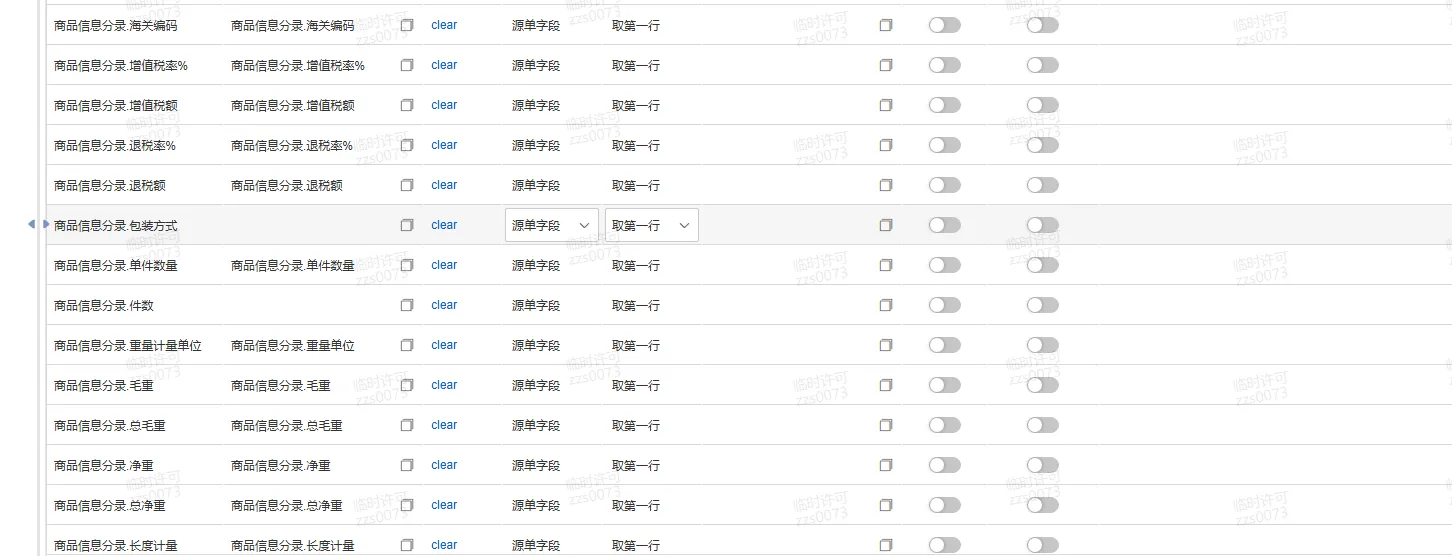 商品信息分录.海关编码 商品信息分录.海关编码 clear 源单字段 取第一行
商品信息分录.增值税率% 商品信息分录.增值税率% clear 源单字段 取第一行
商品信息分录.增值税额 商品信息分录.增值税额 clear 源单字段 取第一行
商品信息分录.退税率% 商品信息分录.退税率% clear 源单字段 取第一行
商品信息分录.退税额 商品信息分录.退税额 clear 源单字段 取第一行
商品信息分录.包装方式 clear 源单字段 取第一行
商品信息分录.单件数量 商品信息分录.单件数量 clear 源单字段 取第一行
商品信息分录.件数 clear 源单字段 取第一行
商品信息分录.重量计量单位 商品信息分录.重量单位 clear 源单字段 取第一行
商品信息分录.毛重 商品信息分录.毛重 clear 源单字段 取第一行
商品信息分录.总毛重 商品信息分录.总毛重 clear 源单字段 取第一行
商品信息分录.净重 商品信息分录.净重 clear 源单字段 取第一行
商品信息分录.总净重 商品信息分录.总净重 clear 源单字段 取第一行
商品信息分录.长度计量 商品信息分录.长度计量 clear 源单字段 取第一行
临时许可
zzs0073